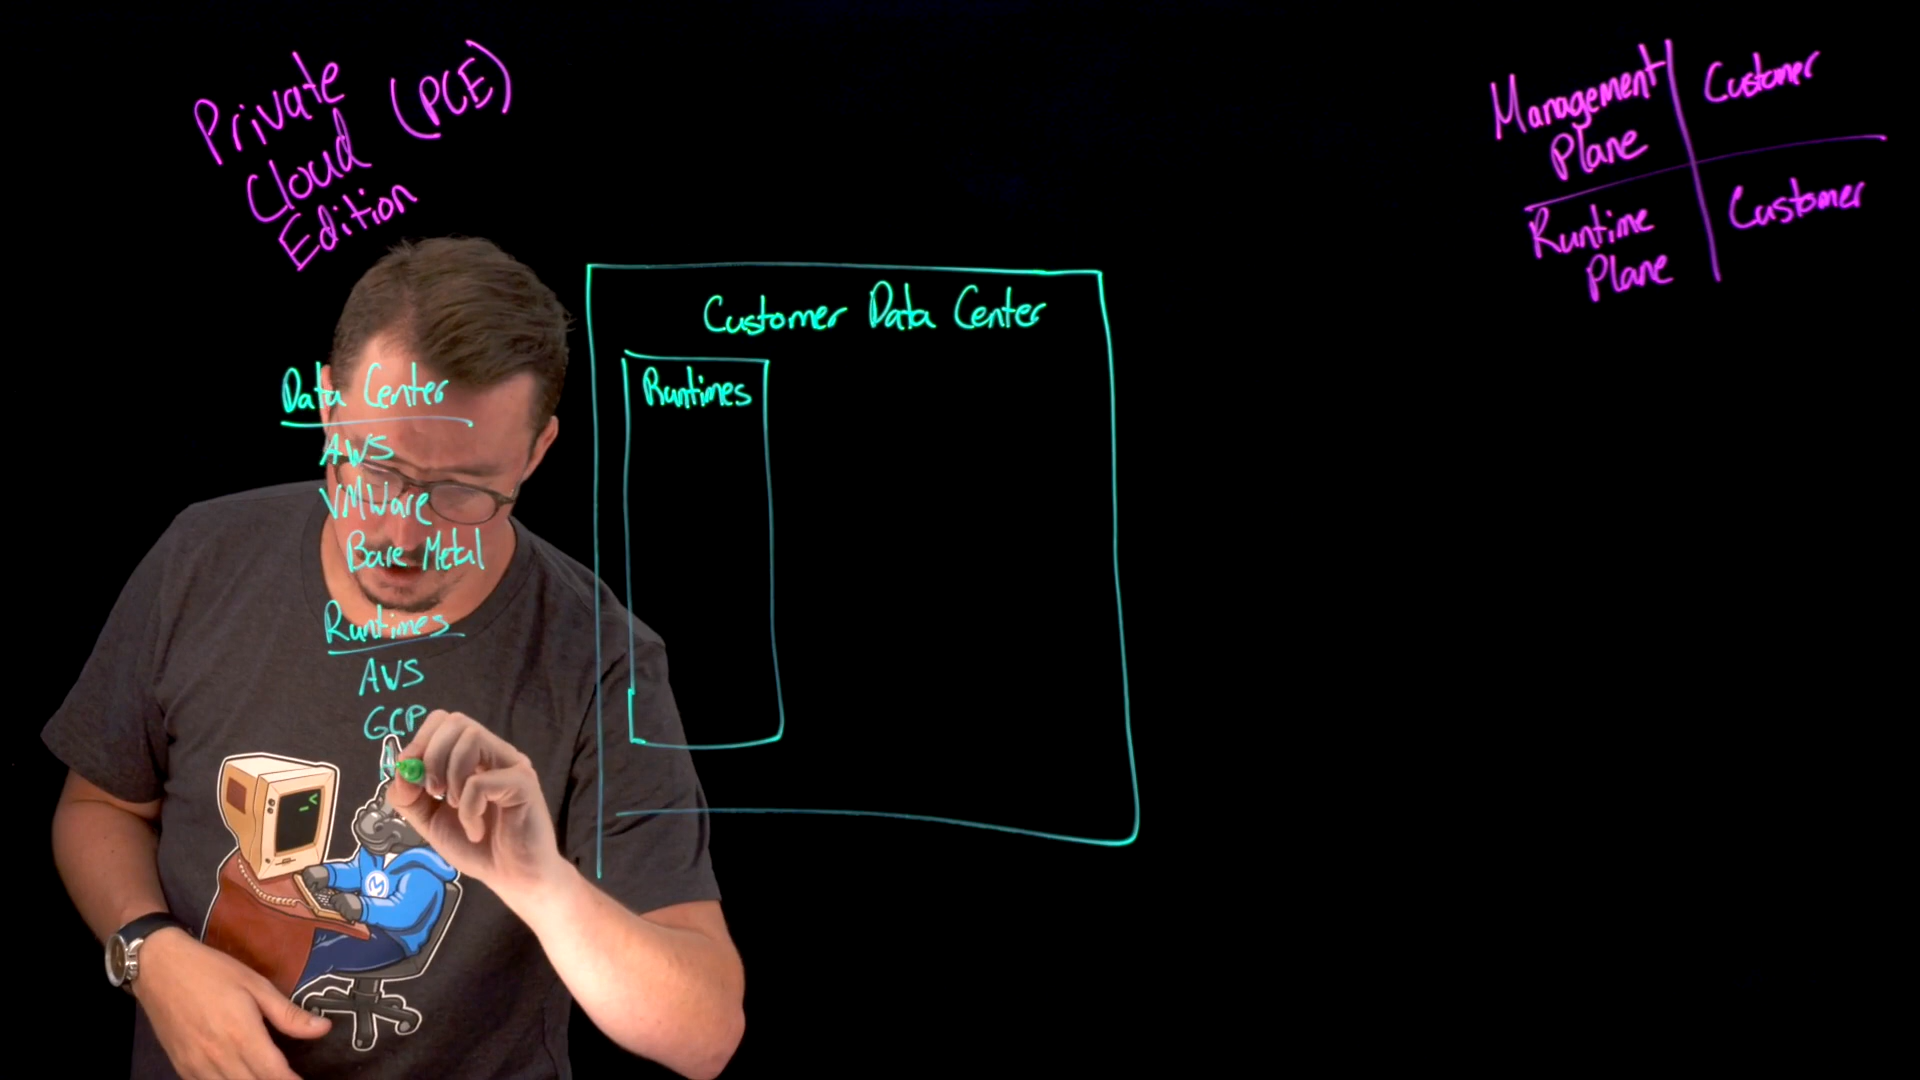 Private
Cloud (PCE)
Edition
Management Plane
Customer
Runtime Plane
Customer
Customer Data Center
Runtimes
Data Center
AWS
VMWare
Bare Metal
Runtimes
AWS
GCP
A